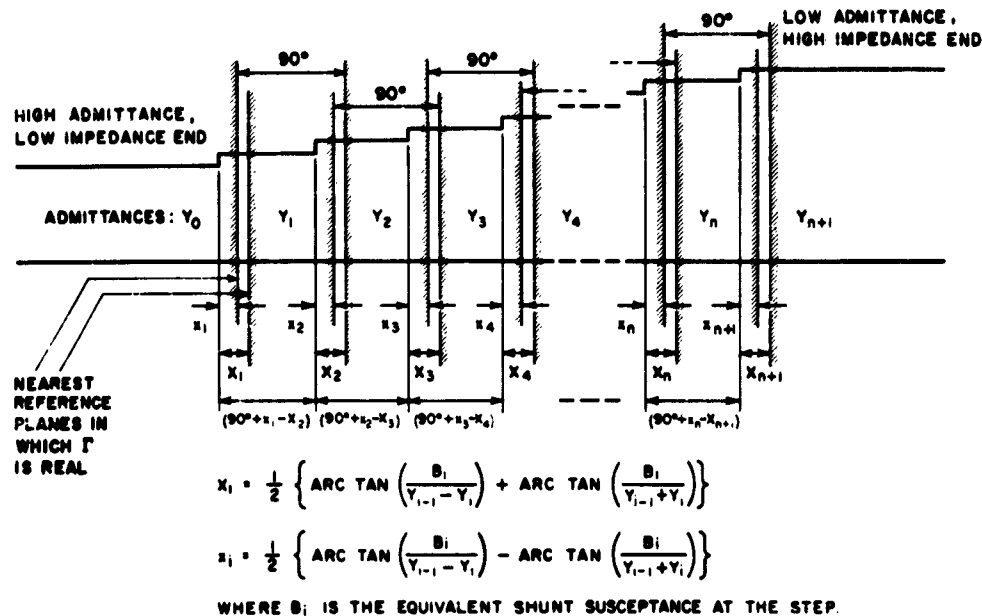 LOW ADMITTANCE,
HIGH IMPEDANCE END
90°
90°
90°
90°
HIGH ADMITTANCE,
LOW IMPEDANCE END
ADMITTANCES: Y₀ Y₁ Y₂ Y₃ Y₄ Yₙ Yₙ₊₁
x₁ x₂ x₃ x₄ xₙ xₙ₊₁
X₁ X₂ X₃ X₄ Xₙ Xₙ₊₁
NEAREST
REFERENCE
PLANES IN
WHICH Γ
IS REAL
(90°+x₁-X₂) (90°+x₂-X₃) (90°+x₃-X₄) (90°+xₙ-Xₙ₊₁)
Xᵢ = 1/2 { ARC TAN (Bᵢ/(Yᵢ₋₁ - Yᵢ)) + ARC TAN (Bᵢ/(Yᵢ₋₁ + Yᵢ)) }
xᵢ = 1/2 { ARC TAN (Bᵢ/(Yᵢ₋₁ - Yᵢ)) - ARC TAN (Bᵢ/(Yᵢ₋₁ + Yᵢ)) }
WHERE Bᵢ IS THE EQUIVALENT SHUNT SUSCEPTANCE AT THE STEP.